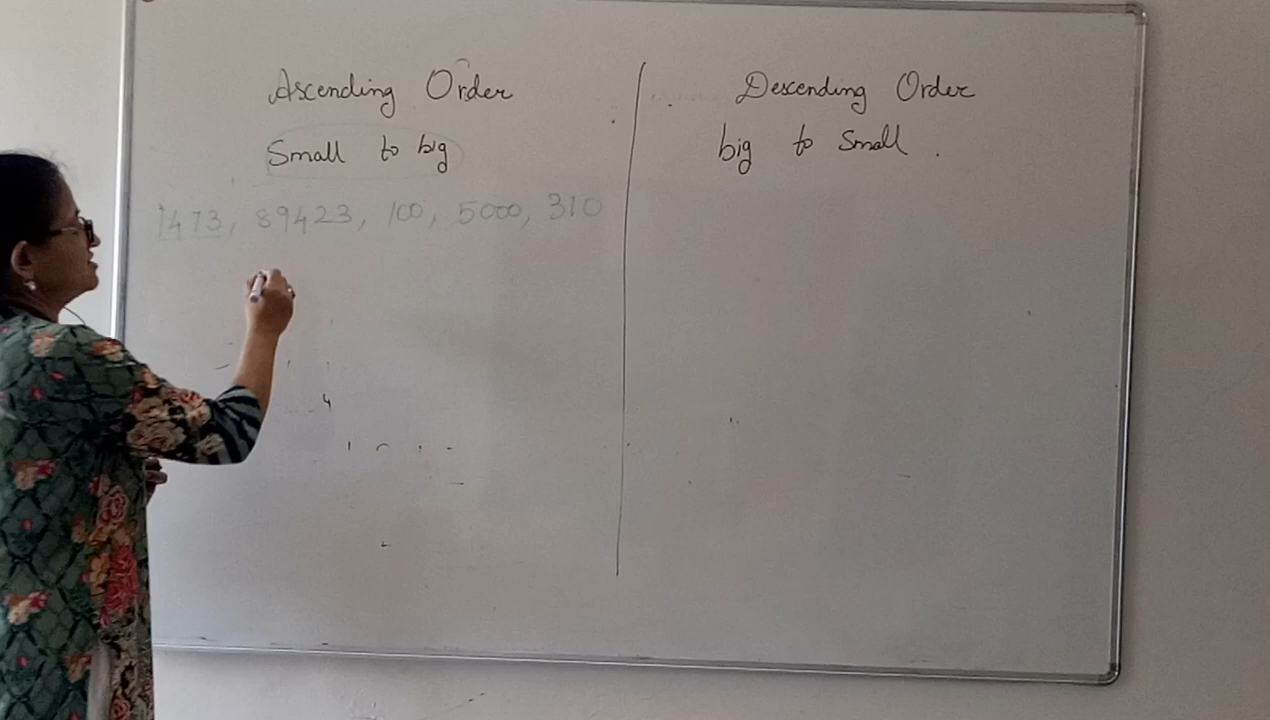 Ascending Order
Small to big
1473, 89423, 100, 5000, 310
Descending Order
big to Small.